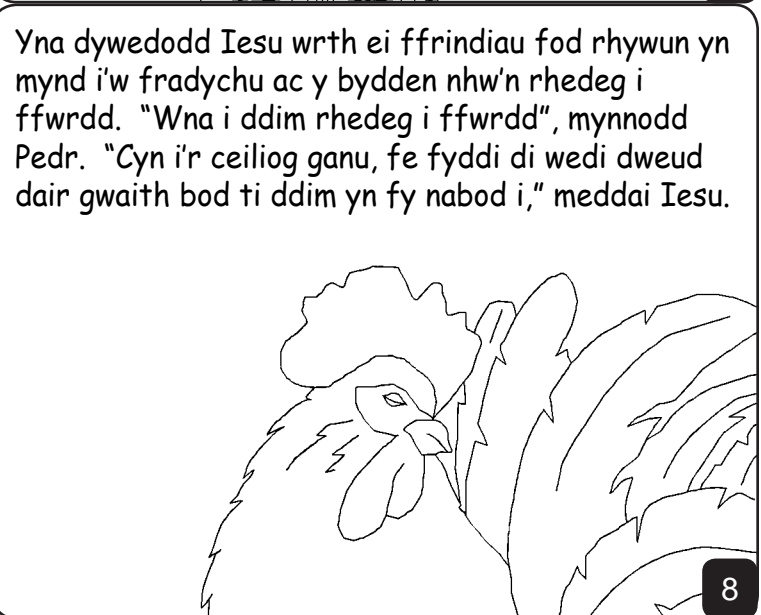 Yna dywedodd Iesu wrth ei ffrindiau fod rhywun yn
mynd i'w fradychu ac y bydden nhw'n rhedeg i
ffwrdd. “Wna i ddim rhedeg i ffwrdd”, mynnodd
Pedr. “Cyn i'r ceiliog ganu, fe fyddi di wedi dweud
dair gwaith bod ti ddim yn fy nabod i,” meddai Iesu.
8